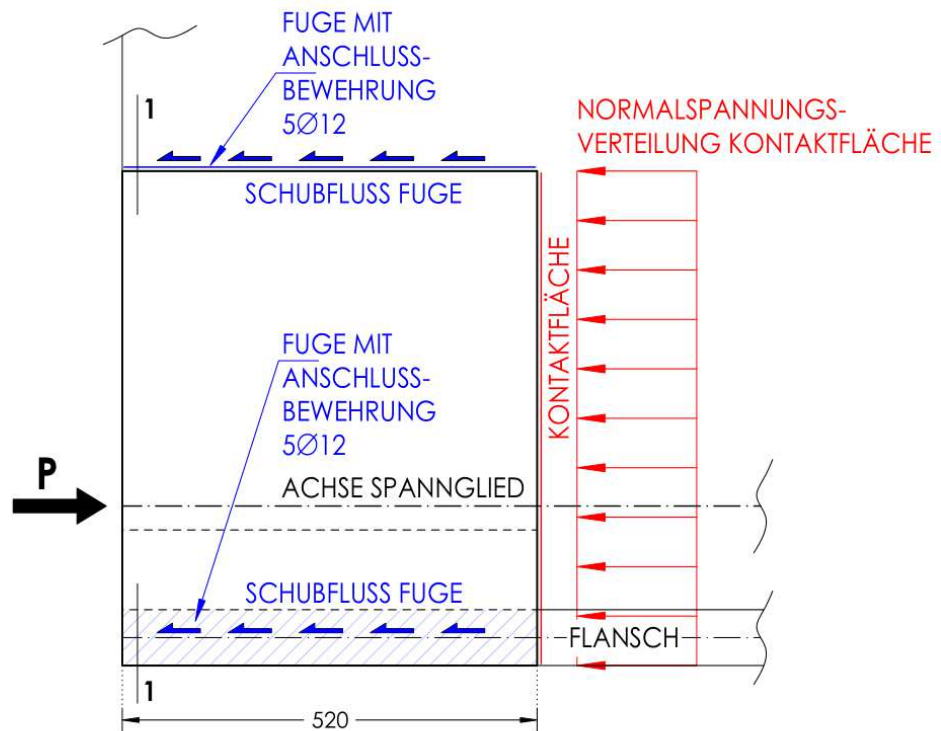 FUGE MIT
ANSCHLUSS-
BEWEHRUNG
5Ø12
1
NORMALSPANNUNGS-
VERTEILUNG KONTAKTFLÄCHE
SCHUBFLUSS FUGE
KONTAKTFLÄCHE
FUGE MIT
ANSCHLUSS-
BEWEHRUNG
5Ø12
P
ACHSE SPANNGLIED
SCHUBFLUSS FUGE
FLANSCH
1
520